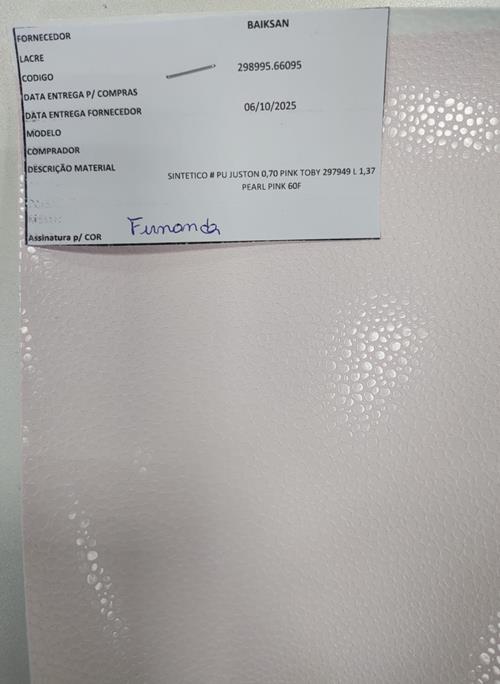 FORNECEDOR BAIKSAN
LACRE
CODIGO 298995.66095
DATA ENTREGA P/ COMPRAS
DATA ENTREGA FORNECEDOR 06/10/2025
MODELO
COMPRADOR
DESCRIÇÃO MATERIAL
SINTETICO # PU JUSTON 0,70 PINK TOBY 297949 L 1,37
PEARL PINK 60F
Assinatura p/ COR Fernanda